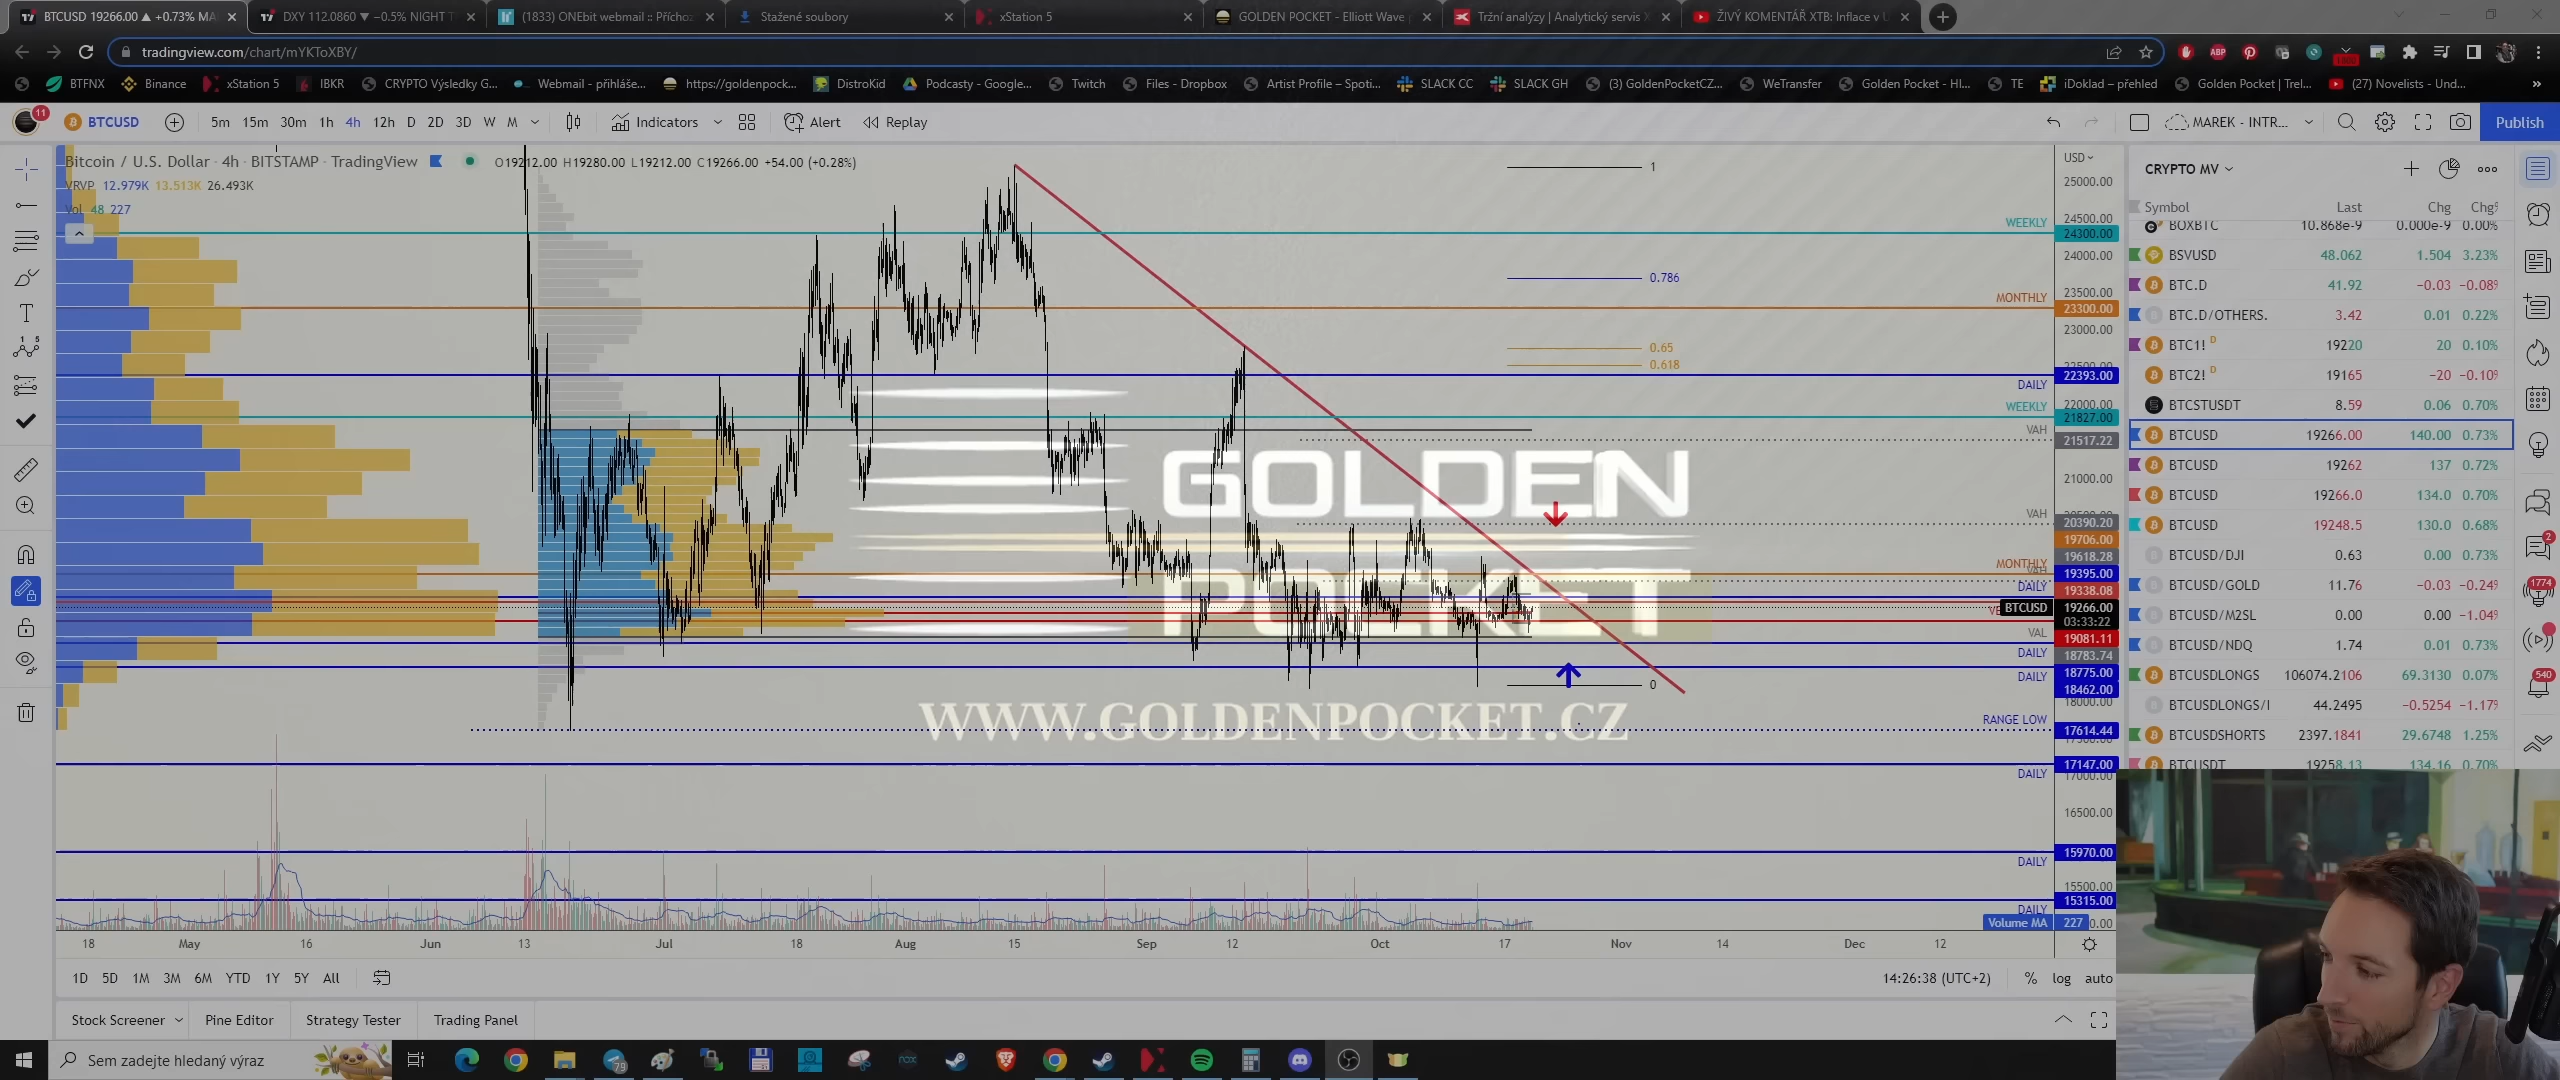 BTCUSD 19266.00 ▲ +0.73% MA
DXY 112.0860 ▼ −0.5% NIGHT T
(1833) ONEbit webmail :: Přícho
Stažené soubory
xStation 5
GOLDEN POCKET - Elliott Wave p
Tržní analýzy | Analytický servis X
ŽIVÝ KOMENTÁŘ XTB: Inflace v U
tradingview.com/chart/mYKToXBY/
BTFNX
Binance
xStation 5
IBKR
CRYPTO Výsledky G...
Webmail - přihláše...
https://goldenpock...
DistroKid
Podcasty - Google...
Twitch
Files - Dropbox
Artist Profile – Spoti...
SLACK CC
SLACK GH
(3) GoldenPocketCZ...
WeTransfer
Golden Pocket - Hl...
TE
iDoklad – přehled
Golden Pocket | Trel...
(27) Novelists - Und...
11
BTCUSD
5m 15m 30m 1h 4h 12h D 2D 3D W M
Indicators
Alert
Replay
MAREK - INTR...
Publish
Bitcoin / U.S. Dollar · 4h · BITSTAMP · TradingView
O19212.00 H19280.00 L19212.00 C19266.00 +54.00 (+0.28%)
VRVP 12.979K 13.513K 26.493K
Vol 48 227
1
0.786
0.65
0.618
0
WEEKLY
MONTHLY
DAILY
WEEKLY
VAH
VAH
MONTHLY
DAILY
VAL
DAILY
DAILY
RANGE LOW
DAILY
DAILY
DAILY
USD
25000.00
24500.00
24300.00
24000.00
23500.00
23300.00
23000.00
22393.00
22000.00
21827.00
21517.22
21000.00
20390.20
19706.00
19618.28
19395.00
19338.08
BTCUSD 19266.00
03:33:22
19081.11
18783.74
18775.00
18462.00
18000.00
17614.44
17147.00
17000.00
16500.00
15970.00
15500.00
15315.00
Volume MA 227
GOLDEN
POCKET
WWW.GOLDENPOCKET.CZ
18 May 16 Jun 13 Jul 18 Aug 15 Sep 12 Oct 17 Nov 14 Dec 12
1D 5D 1M 3M 6M YTD 1Y 5Y All
14:26:38 (UTC+2)
% log auto
Stock Screener
Pine Editor
Strategy Tester
Trading Panel
CRYPTO MV
Symbol Last Chg Chg%
BOXBTC 10.868e-9 0.000e-9 0.00%
BSVUSD 48.062 1.504 3.23%
BTC.D 41.92 −0.03 −0.08%
BTC.D/OTHERS. 3.42 0.01 0.22%
BTC1! D 19220 20 0.10%
BTC2! D 19165 −20 −0.10%
BTCSTUSDT 8.59 0.06 0.70%
BTCUSD 19266.00 140.00 0.73%
BTCUSD 19262 137 0.72%
BTCUSD 19266.0 134.0 0.70%
BTCUSD 19248.5 130.0 0.68%
BTCUSD/DJI 0.63 0.00 0.73%
BTCUSD/GOLD 11.76 −0.03 −0.24%
BTCUSD/M2SL 0.00 0.00 −1.04%
BTCUSD/NDQ 1.74 0.01 0.73%
BTCUSDLONGS 106074.2106 69.3130 0.07%
BTCUSDLONGS/I 44.2495 −0.5254 −1.17%
BTCUSDSHORTS 2397.1841 29.6748 1.25%
BTCUSDT 19258.13 134.16 0.70%
2
1774
540
Sem zadejte hledaný výraz
79